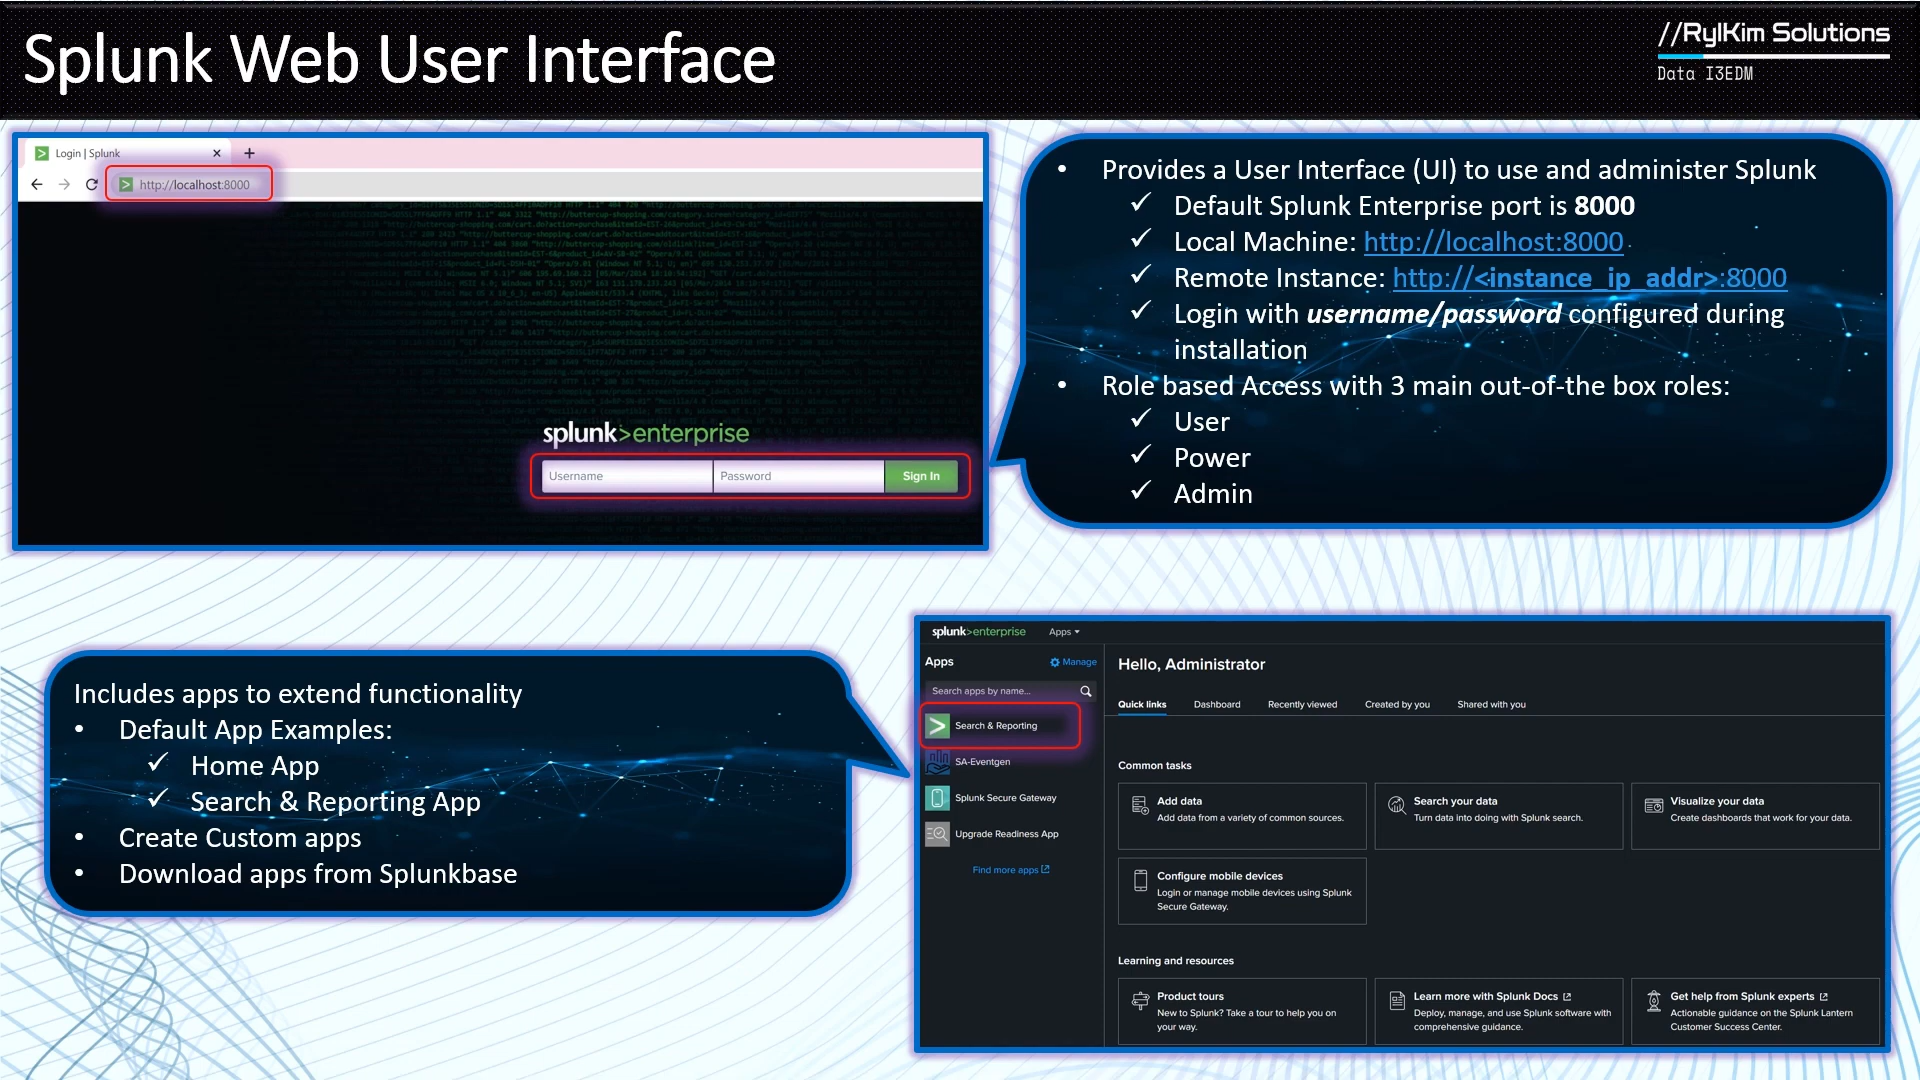 Splunk Web User Interface
//RylKim Solutions
Data I3EDM
Login | Splunk
http://localhost:8000
splunk>enterprise
Username
Password
Sign In
• Provides a User Interface (UI) to use and administer Splunk
✓ Default Splunk Enterprise port is 8000
✓ Local Machine: http://localhost:8000
✓ Remote Instance: http://<instance_ip_addr>:8000
✓ Login with username/password configured during
installation
• Role based Access with 3 main out-of-the box roles:
✓ User
✓ Power
✓ Admin
Includes apps to extend functionality
• Default App Examples:
✓ Home App
✓ Search & Reporting App
• Create Custom apps
• Download apps from Splunkbase
splunk>enterprise
Apps
Apps
Manage
Search apps by name...
Search & Reporting
SA-Eventgen
Splunk Secure Gateway
Upgrade Readiness App
Find more apps
Hello, Administrator
Quick links
Dashboard
Recently viewed
Created by you
Shared with you
Common tasks
Add data
Add data from a variety of common sources.
Search your data
Turn data into doing with Splunk search.
Visualize your data
Create dashboards that work for your data.
Configure mobile devices
Login or manage mobile devices using Splunk
Secure Gateway.
Learning and resources
Product tours
New to Splunk? Take a tour to help you on
your way.
Learn more with Splunk Docs
Deploy, manage, and use Splunk software with
comprehensive guidance.
Get help from Splunk experts
Actionable guidance on the Splunk Lantern
Customer Success Center.